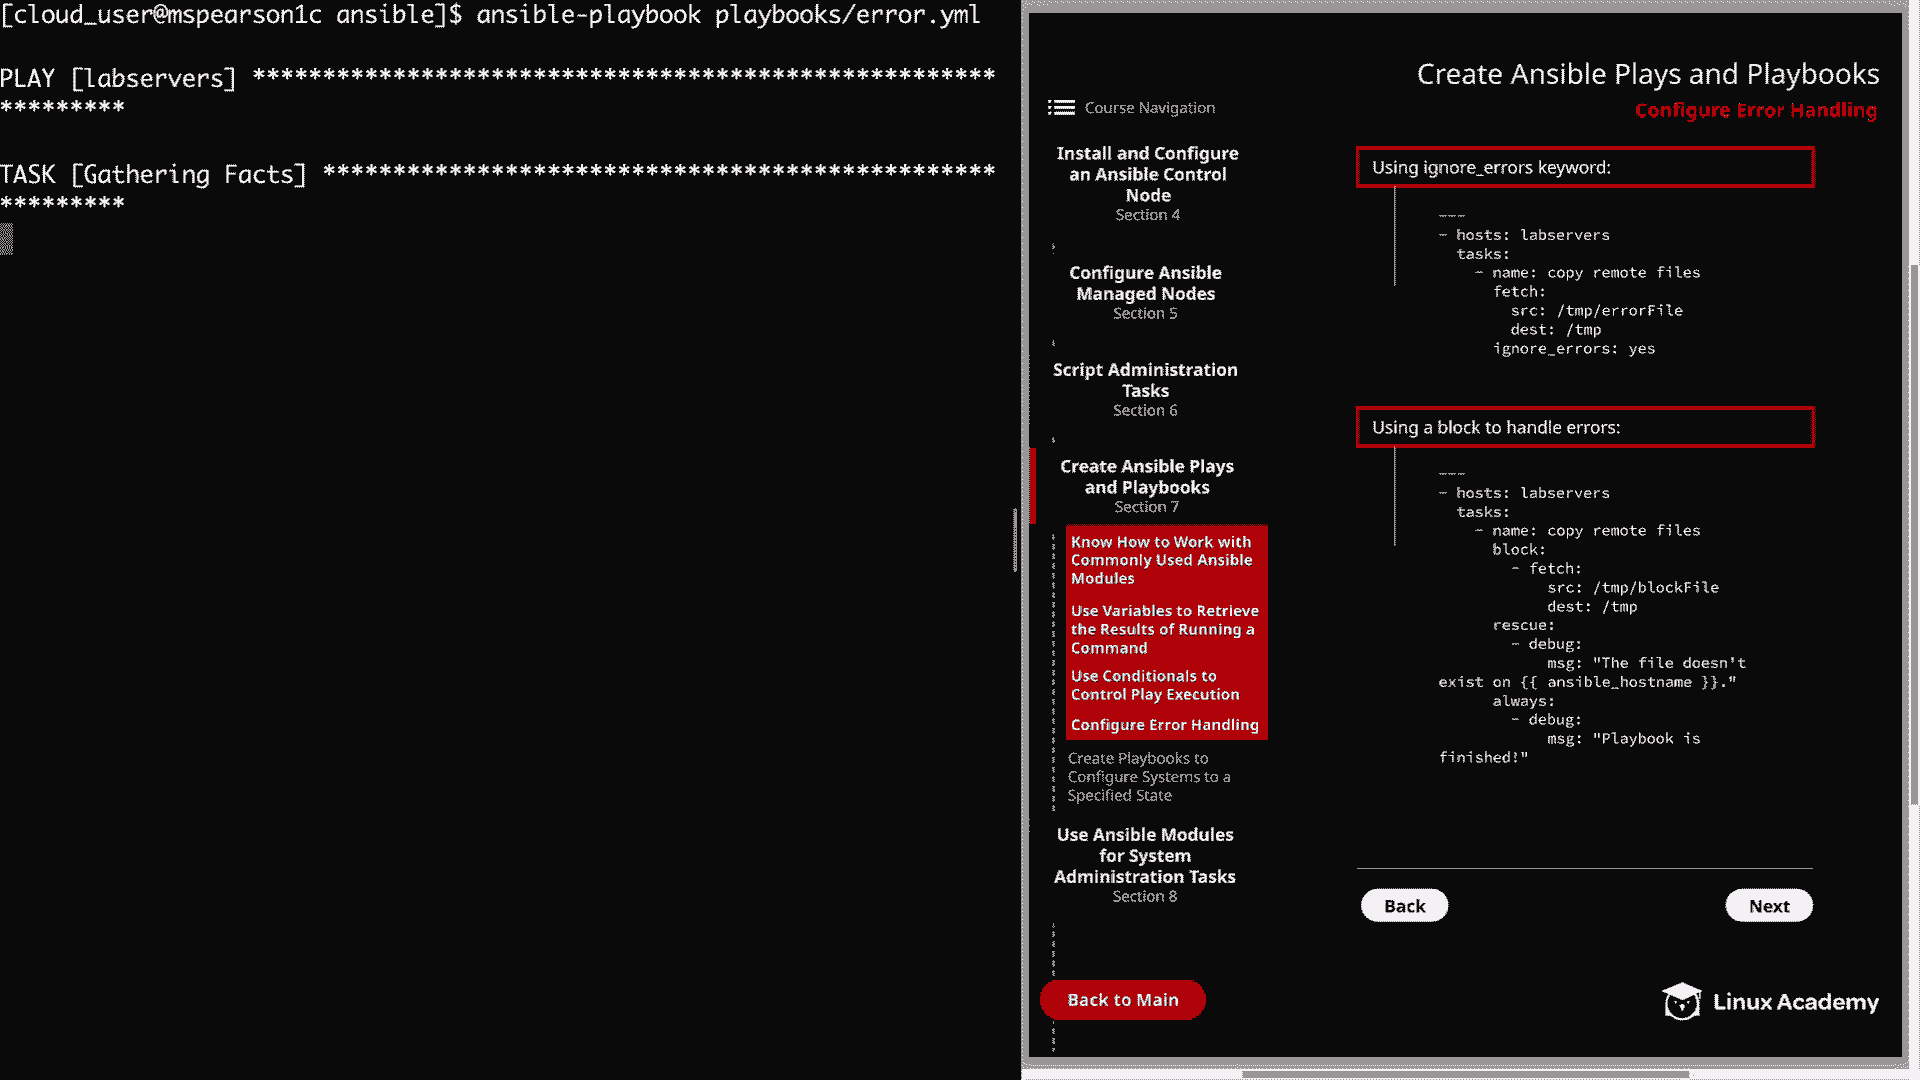 [cloud_user@mspearson1c ansible]$ ansible-playbook playbooks/error.yml
PLAY [labservers] *****************************************************
*********
TASK [Gathering Facts] ************************************************
*********
Create Ansible Plays and Playbooks
Configure Error Handling
Course Navigation
Install and Configure
an Ansible Control
Node
Section 4
Configure Ansible
Managed Nodes
Section 5
Script Administration
Tasks
Section 6
Create Ansible Plays
and Playbooks
Section 7
Know How to Work with
Commonly Used Ansible
Modules
Use Variables to Retrieve
the Results of Running a
Command
Use Conditionals to
Control Play Execution
Configure Error Handling
Create Playbooks to
Configure Systems to a
Specified State
Use Ansible Modules
for System
Administration Tasks
Section 8
Back to Main
Using ignore_errors keyword:
---
- hosts: labservers
tasks:
- name: copy remote files
fetch:
src: /tmp/errorFile
dest: /tmp
ignore_errors: yes
Using a block to handle errors:
---
- hosts: labservers
tasks:
- name: copy remote files
block:
- fetch:
src: /tmp/blockFile
dest: /tmp
rescue:
- debug:
msg: "The file doesn't
exist on {{ ansible_hostname }}."
always:
- debug:
msg: "Playbook is
finished!"
Back
Next
Linux Academy